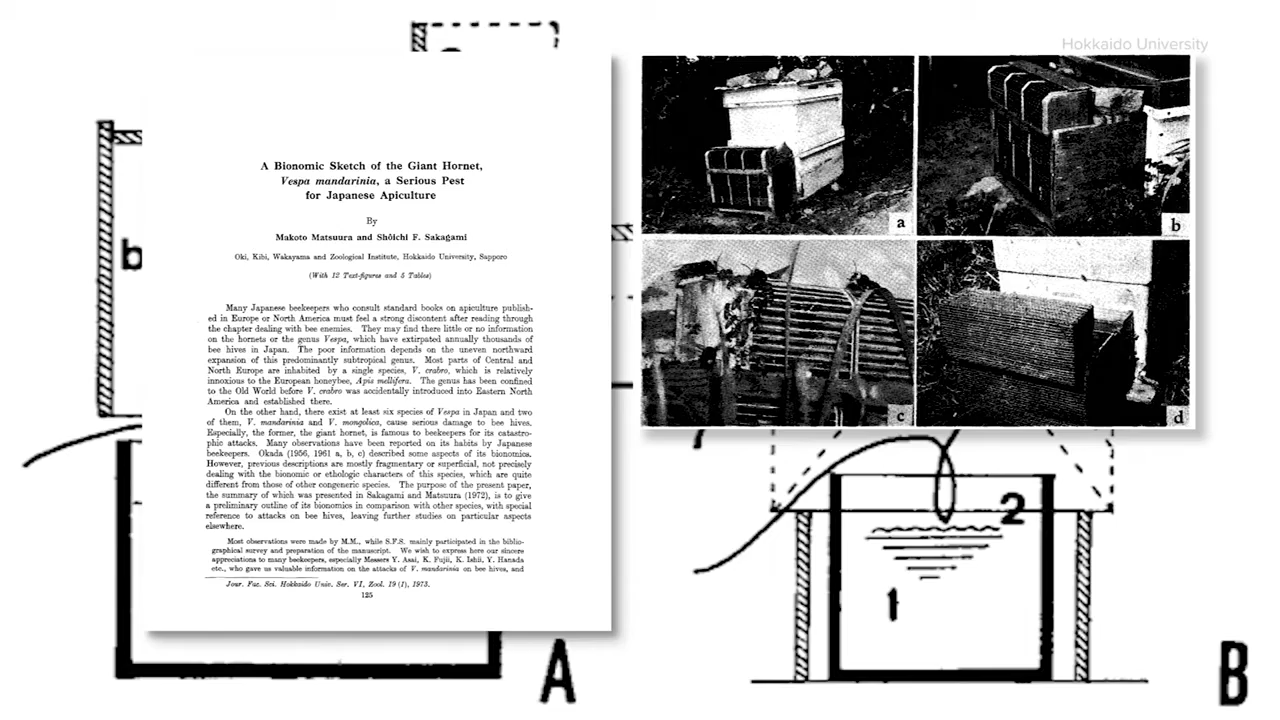 Hokkaido University
A Bionomic Sketch of the Giant Hornet,
Vespa mandarinia, a Serious Pest
for Japanese Apiculture
By
Makoto Matsuura and Shôichi F. Sakagami
Oki, Kibi, Wakayama and Zoological Institute, Hokkaido University, Sapporo
(With 12 Text-figures and 5 Tables)
Many Japanese beekeepers who consult standard books on apiculture publish-
ed in Europe or North America must feel a strong discontent after reading through
the chapter dealing with bee enemies. They may find there little or no information
on the hornets or the genus Vespa, which have extirpated annually thousands of
bee hives in Japan. The poor information depends on the uneven northward
expansion of this predominantly subtropical genus. Most parts of Central and
North Europe are inhabited by a single species, V. crabro, which is relatively
innoxious to the European honeybee, Apis mellifera. The genus has been confined
to the Old World before V. crabro was accidentally introduced into Eastern North
America and established there.
On the other hand, there exist at least six species of Vespa in Japan and two
of them, V. mandarinia and V. mongolica, cause serious damage to bee hives.
Especially, the former, the giant hornet, is famous to beekeepers for its catastro-
phic attacks. Many observations have been reported on its habits by Japanese
beekeepers. Okada (1956, 1961 a, b, c) described some aspects of its bionomics.
However, previous descriptions are mostly fragmentary or superficial, not precisely
dealing with the bionomic or ethologic characters of this species, which are quite
different from those of other congeneric species. The purpose of the present paper,
the summary of which was presented in Sakagami and Matsuura (1972), is to give
a preliminary outline of its bionomics in comparison with other species, with special
reference to attacks on bee hives, leaving further studies on particular aspects
elsewhere.
Most observations were made by M.M., while S.F.S. mainly participated in the biblio-
graphical survey and preparation of the manuscript. We wish to express here our sincere
appreciations to many beekeepers, especially Messers Y. Asai, K. Fujii, K. Ishii, Y. Hanada
etc., who gave us valuable information on the attacks of V. mandarinia on bee hives, and
Jour. Fac. Sci. Hokkaido Univ. Ser. VI, Zool. 19 (1), 1973.
125
a
b
c
d
b
2
1
A
B